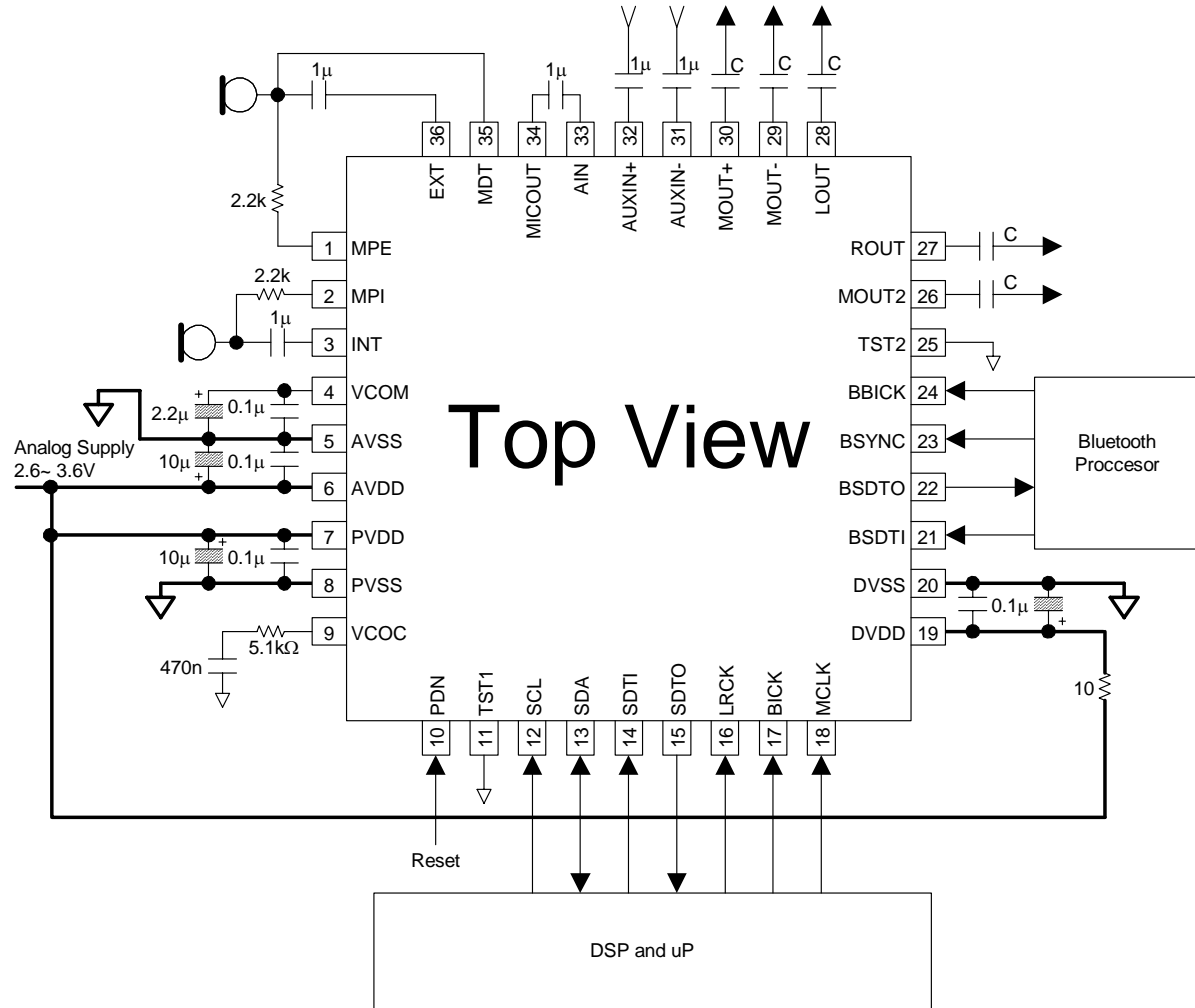 1μ
1μ
1μ
1μ
C
C
C
36
35
34
33
32
31
30
29
28
EXT
MDT
MICOUT
AIN
AUXIN+
AUXIN-
MOUT+
MOUT-
LOUT
2.2k
1
MPE
ROUT
27
C
2.2k
2
MPI
MOUT2
26
C
1μ
3
INT
TST2
25
+
2.2μ
0.1μ
4
VCOM
BBICK
24
Top View
Analog Supply
2.6~ 3.6V
5
AVSS
BSYNC
23
Bluetooth
Proccesor
10μ
+
0.1μ
6
AVDD
BSDTO
22
7
PVDD
BSDTI
21
10μ
+
0.1μ
8
PVSS
DVSS
20
0.1μ
+
5.1kΩ
9
VCOC
DVDD
19
470n
10
PDN
TST1
SCL
SDA
SDTI
SDTO
LRCK
BICK
MCLK
10
11
12
13
14
15
16
17
18
Reset
DSP and uP